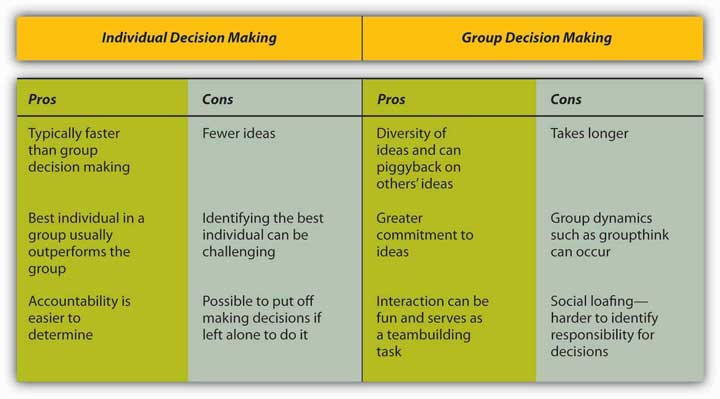 Individual Decision Making
Group Decision Making
Pros
Cons
Pros
Cons
Typically faster
than group
decision making
Fewer ideas
Diversity of
ideas and can
piggyback on
others' ideas
Takes longer
Best individual in a
group usually
outperforms the
group
Identifying the best
individual can be
challenging
Greater
commitment to
ideas
Group dynamics
such as groupthink
can occur
Accountability is
easier to
determine
Possible to put off
making decisions if
left alone to do it
Interaction can be
fun and serves as
a teambuilding
task
Social loafing—
harder to identify
responsibility for
decisions